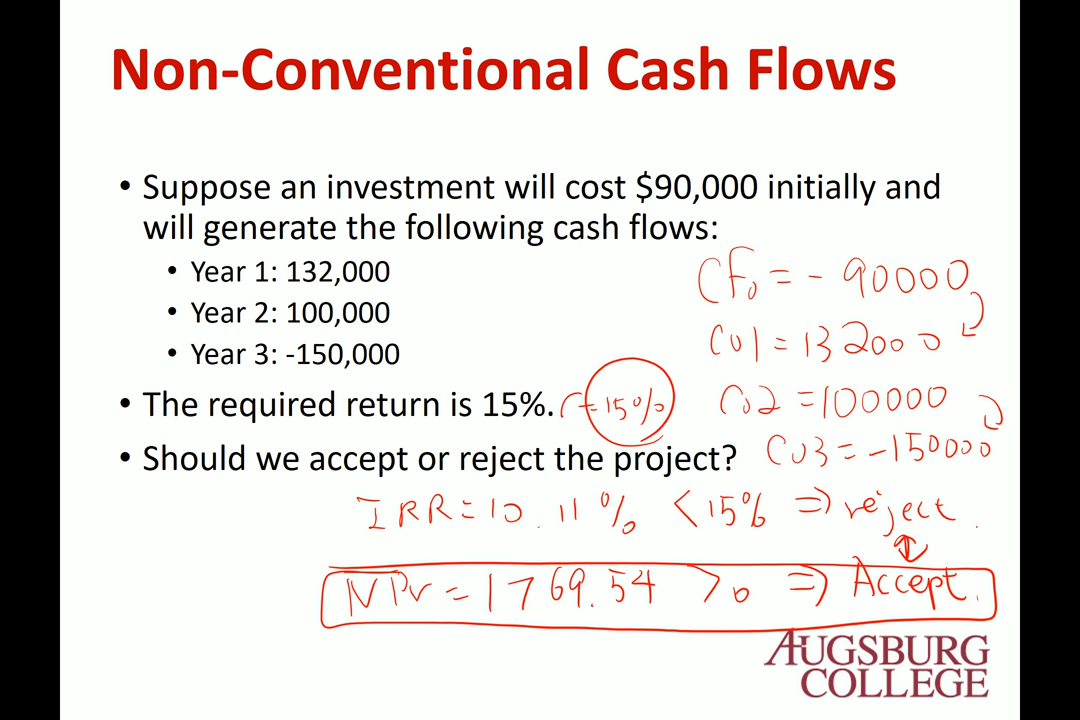 Non-Conventional Cash Flows
• Suppose an investment will cost $90,000 initially and
will generate the following cash flows:
• Year 1: 132,000
• Year 2: 100,000
• Year 3: -150,000
• The required return is 15%.
r=15%
• Should we accept or reject the project?
CF0 = - 90000
C01 = 132000
C02 = 100000
C03 = -150000
IRR = 10.11% < 15% ⇒ reject.
↕
NPV = 1769.54 > 0 ⇒ Accept.
AUGSBURG
COLLEGE